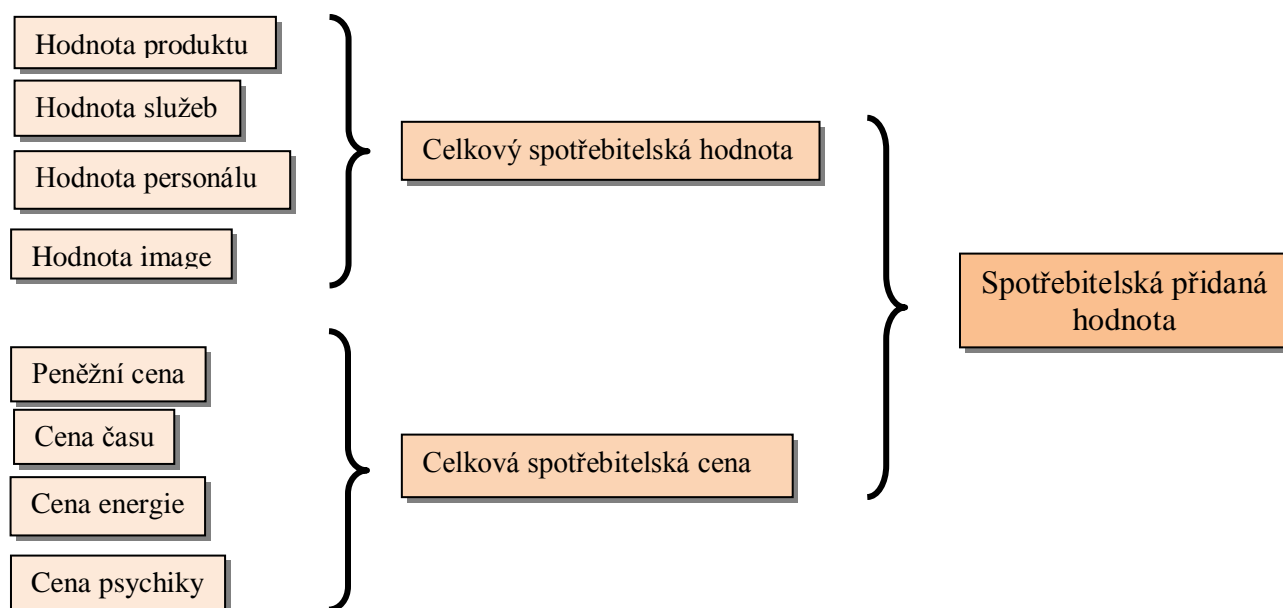 Hodnota produktu
Hodnota služeb
Hodnota personálu
Hodnota image
Celkový spotřebitelská hodnota
Peněžní cena
Cena času
Cena energie
Cena psychiky
Celková spotřebitelská cena
Spotřebitelská přidaná
hodnota